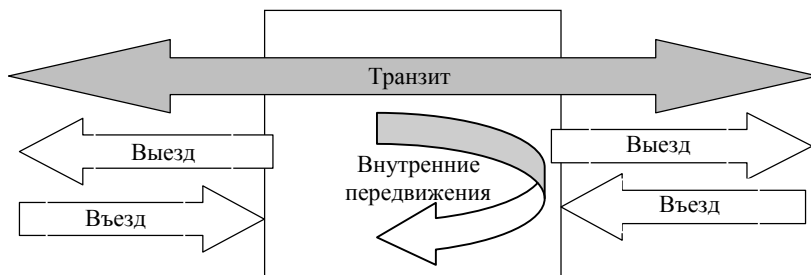 Транзит
Выезд
Выезд
Внутренние
передвижения
Въезд
Въезд